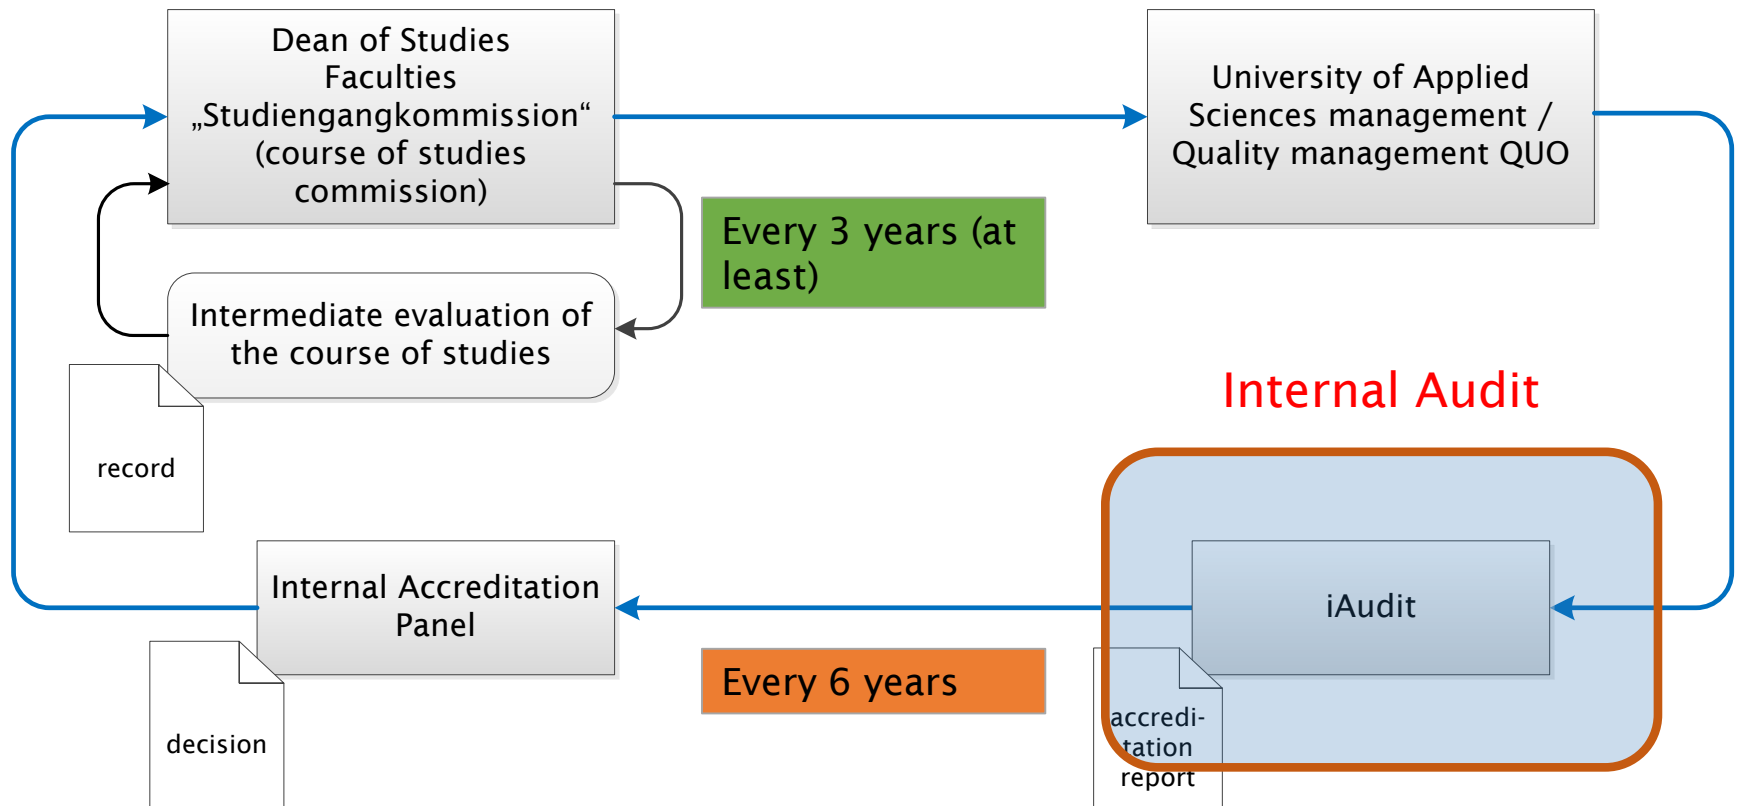 Dean of Studies
Faculties
„Studiengangkommission“
(course of studies
commission)
University of Applied
Sciences management /
Quality management QUO
Every 3 years (at
least)
Intermediate evaluation of
the course of studies
record
Internal Audit
Internal Accreditation
Panel
iAudit
Every 6 years
decision
accredi-
tation
report